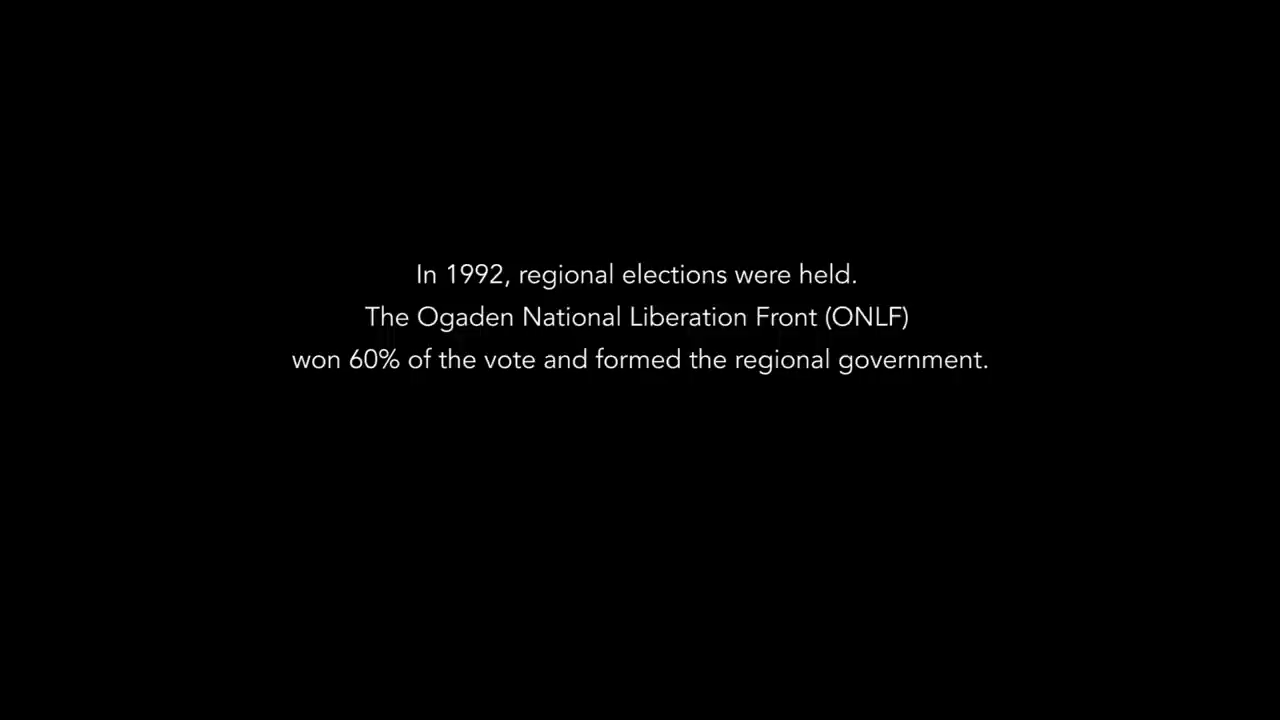 In 1992, regional elections were held.
The Ogaden National Liberation Front (ONLF)
won 60% of the vote and formed the regional government.